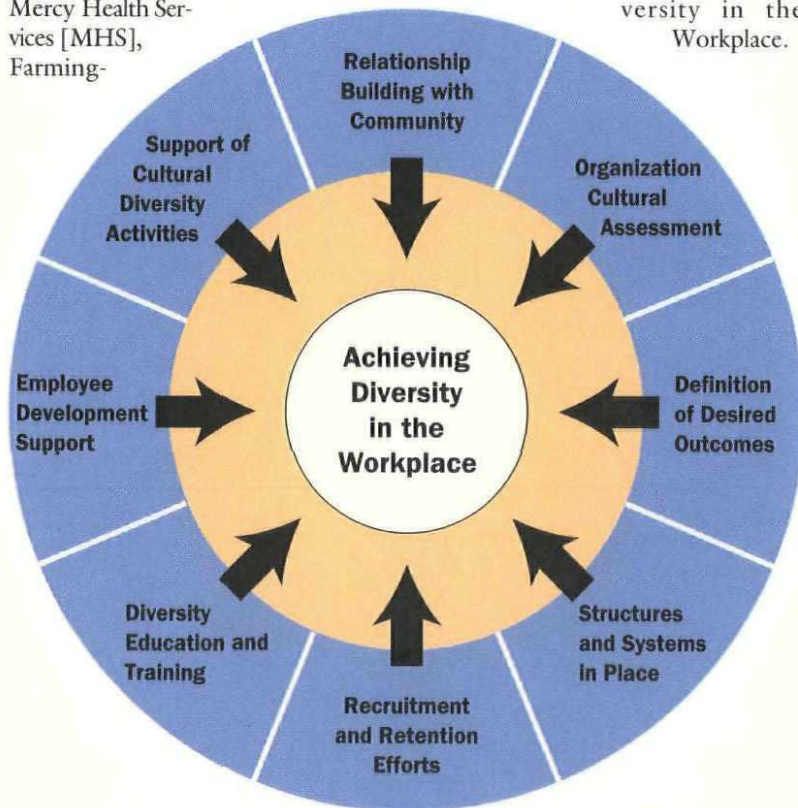 Mercy Health Ser-
vices [MHS],
Farming-
versity in the
Workplace.
Relationship
Building with
Community
Organization
Cultural
Assessment
Definition
of Desired
Outcomes
Structures
and Systems
in Place
Recruitment
and Retention
Efforts
Diversity
Education and
Training
Employee
Development
Support
Support of
Cultural
Diversity
Activities
Achieving
Diversity
in the
Workplace